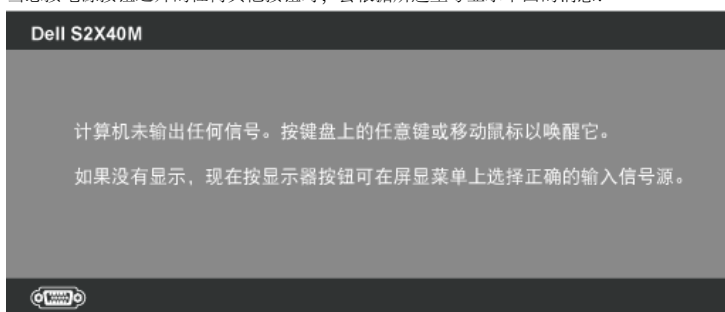 Dell S2X40M
计算机未输出任何信号。按键盘上的任意键或移动鼠标以唤醒它。
如果没有显示，现在按显示器按钮可在屏显菜单上选择正确的输入信号源。